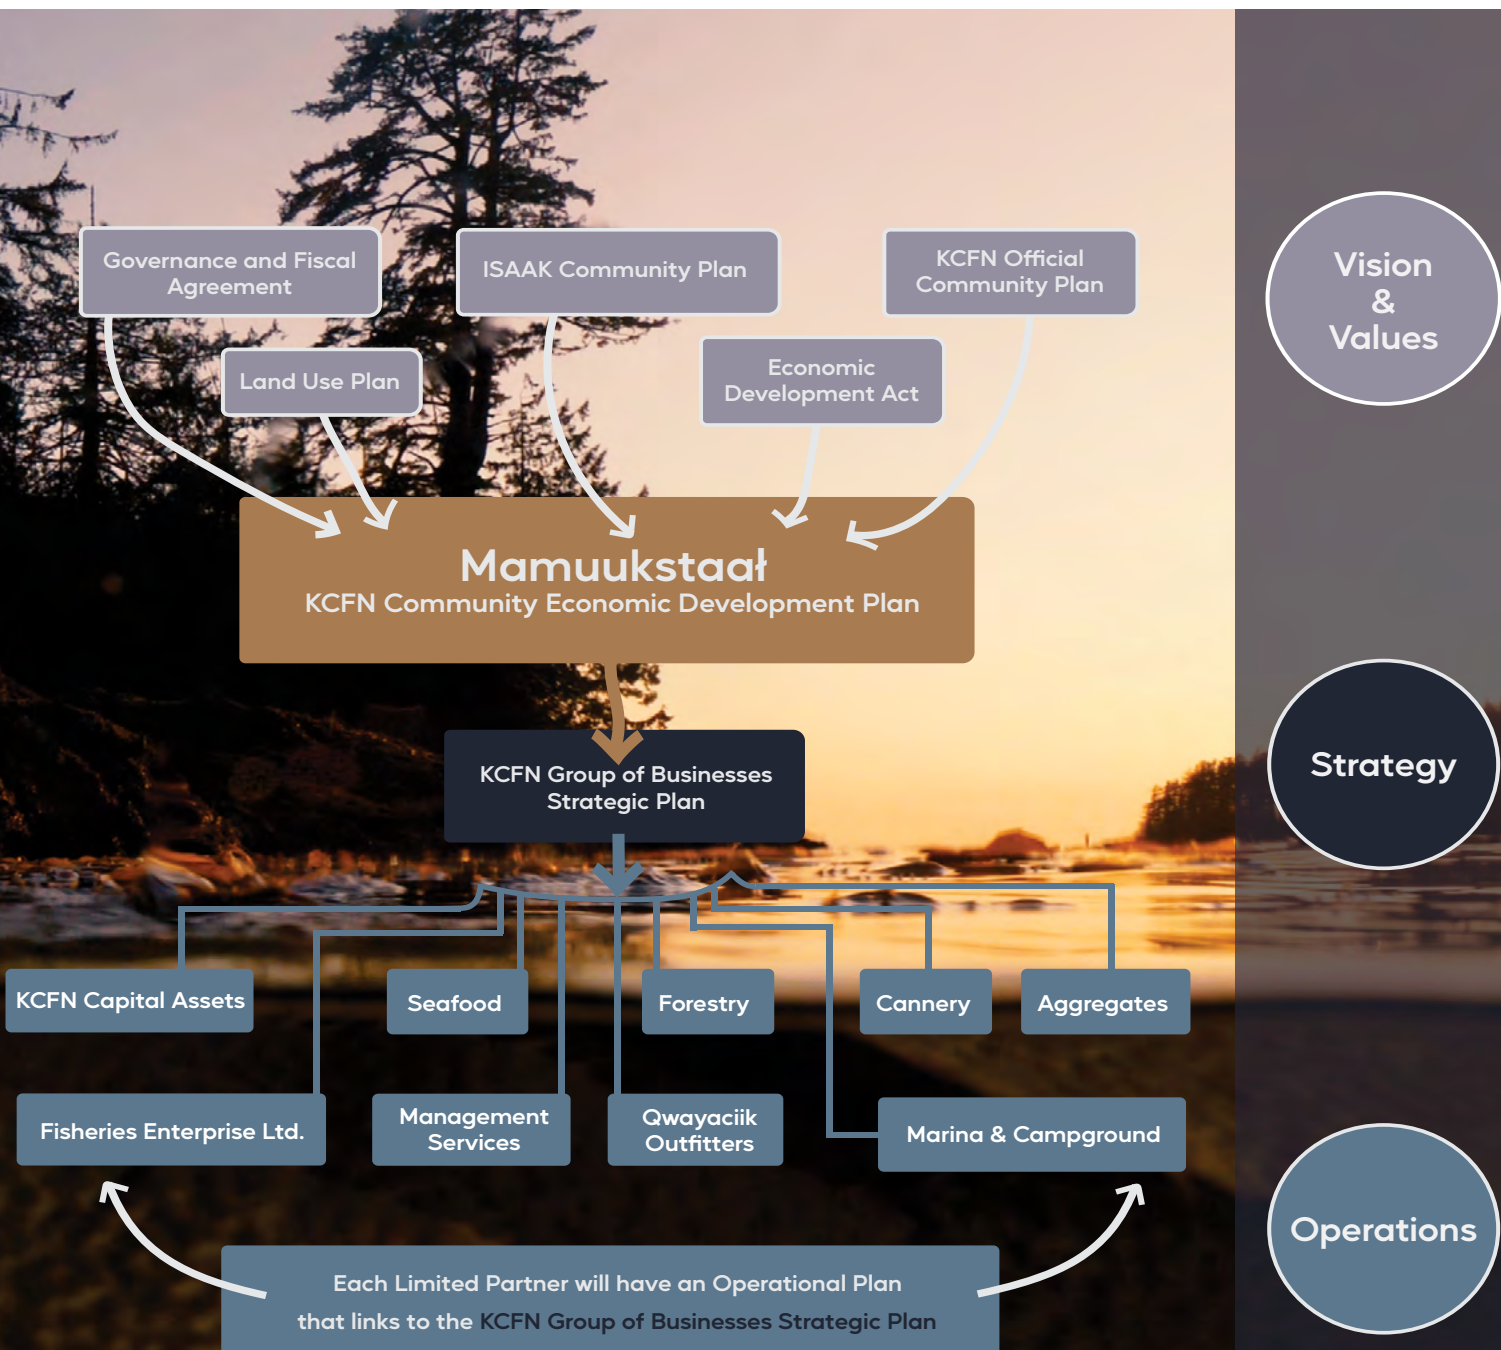 Governance and Fiscal
Agreement
ISAAK Community Plan
KCFN Official
Community Plan
Vision
&
Values
Land Use Plan
Economic
Development Act
Mamuukstaał
KCFN Community Economic Development Plan
KCFN Group of Businesses
Strategic Plan
Strategy
KCFN Capital Assets
Seafood
Forestry
Cannery
Aggregates
Fisheries Enterprise Ltd.
Management
Services
Qwayaciik
Outfitters
Marina & Campground
Operations
Each Limited Partner will have an Operational Plan
that links to the KCFN Group of Businesses Strategic Plan